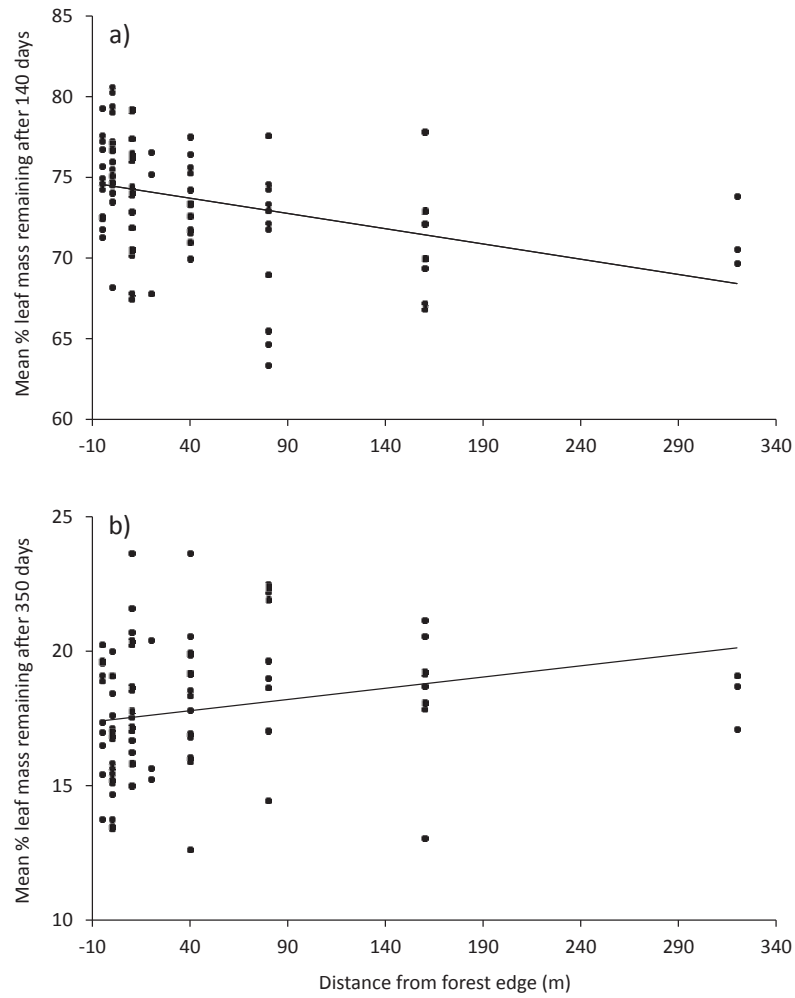 a)
Mean % leaf mass remaining after 140 days
85
80
75
70
65
60
-10 40 90 140 190 240 290 340
b)
Mean % leaf mass remaining after 350 days
25
20
15
10
-10 40 90 140 190 240 290 340
Distance from forest edge (m)